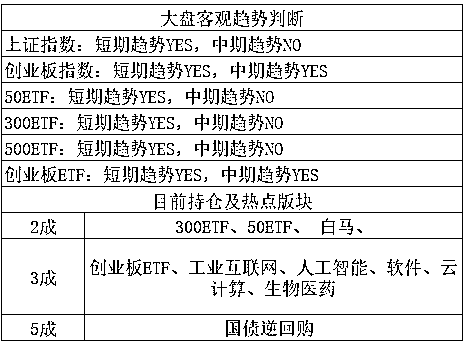 大盘客观趋势判断
上证指数：短期趋势YES，中期趋势NO
创业板指数：短期趋势YES，中期趋势YES
50ETF：短期趋势YES，中期趋势NO
300ETF：短期趋势YES，中期趋势NO
500ETF：短期趋势YES，中期趋势NO
创业板ETF：短期趋势YES，中期趋势YES
目前持仓及热点版块
2成 300ETF、50ETF、 白马、
3成 创业板ETF、工业互联网、人工智能、软件、云
计算、生物医药
5成 国债逆回购